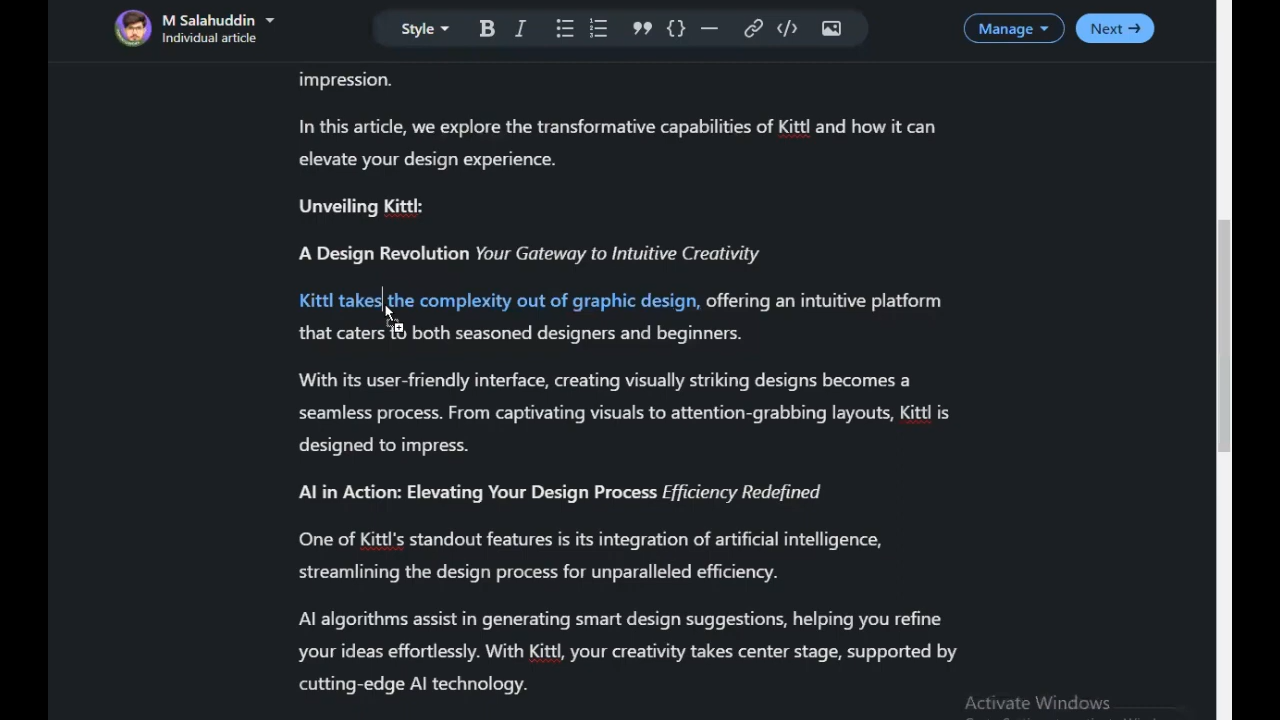 M Salahuddin
Individual article
Style
Manage
Next
impression.
In this article, we explore the transformative capabilities of Kittl and how it can
elevate your design experience.
Unveiling Kittl:
A Design Revolution Your Gateway to Intuitive Creativity
Kittl takes the complexity out of graphic design, offering an intuitive platform
that caters to both seasoned designers and beginners.
With its user-friendly interface, creating visually striking designs becomes a
seamless process. From captivating visuals to attention-grabbing layouts, Kittl is
designed to impress.
AI in Action: Elevating Your Design Process Efficiency Redefined
One of Kittl's standout features is its integration of artificial intelligence,
streamlining the design process for unparalleled efficiency.
AI algorithms assist in generating smart design suggestions, helping you refine
your ideas effortlessly. With Kittl, your creativity takes center stage, supported by
cutting-edge AI technology.
Activate Windows